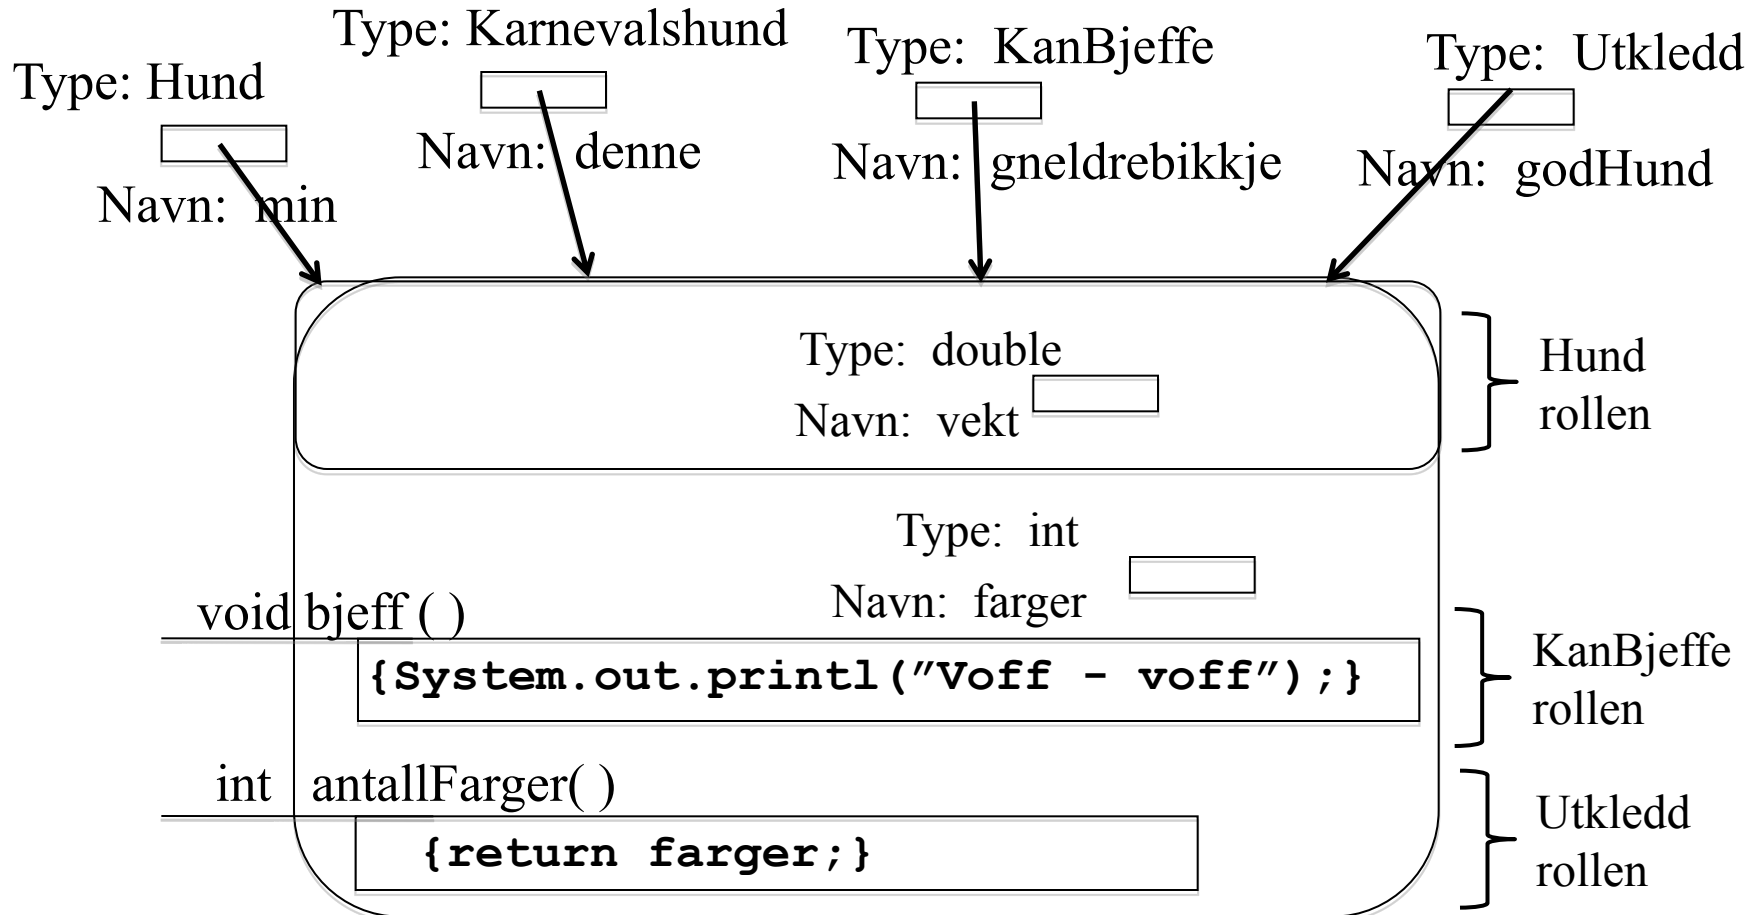 Type: Karnevalshund
Type: KanBjeffe
Type: Utkledd
Type: Hund
Navn: denne
Navn: gneldrebikkje
Navn: godHund
Navn: min
Type: double
Navn: vekt
Hund
rollen
Type: int
Navn: farger
void bjeff ( )
{System.out.printl(”Voff - voff”);}
KanBjeffe
rollen
int antallFarger( )
{return farger;}
Utkledd
rollen